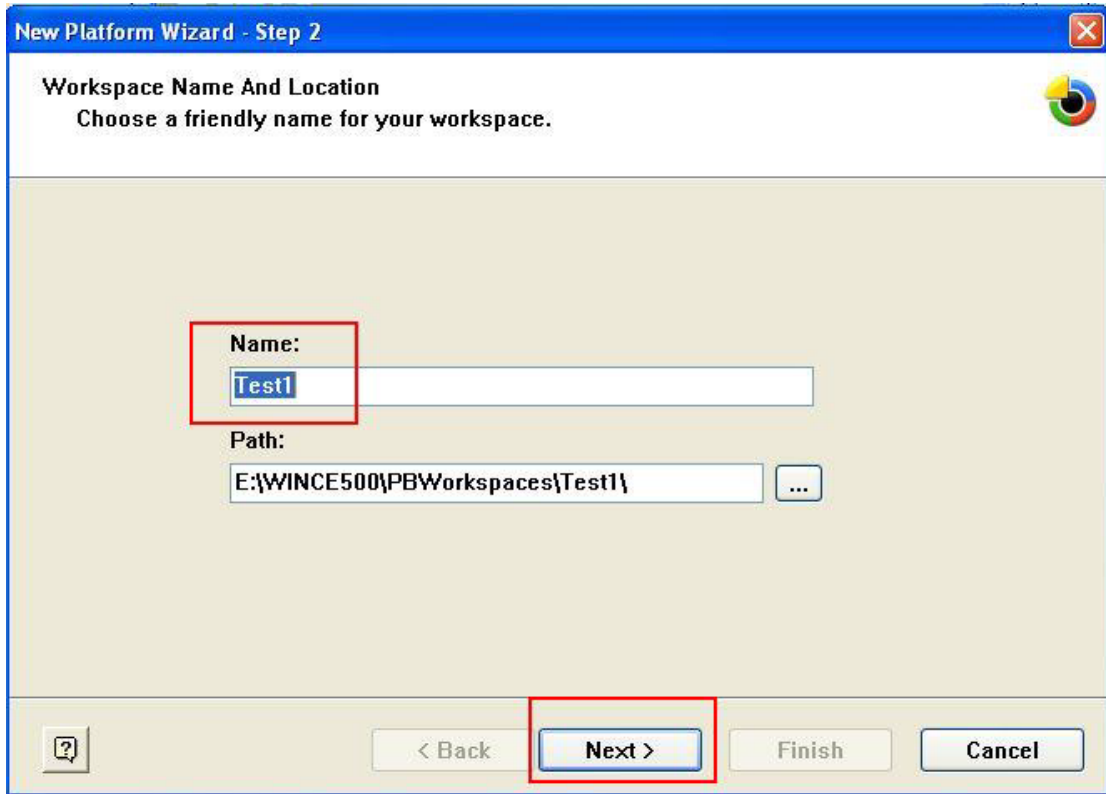 New Platform Wizard - Step 2
Workspace Name And Location
Choose a friendly name for your workspace.
Name:
Test1
Path:
E:\WINCE500\PBWorkspaces\Test1\
...
?
< Back
Next >
Finish
Cancel